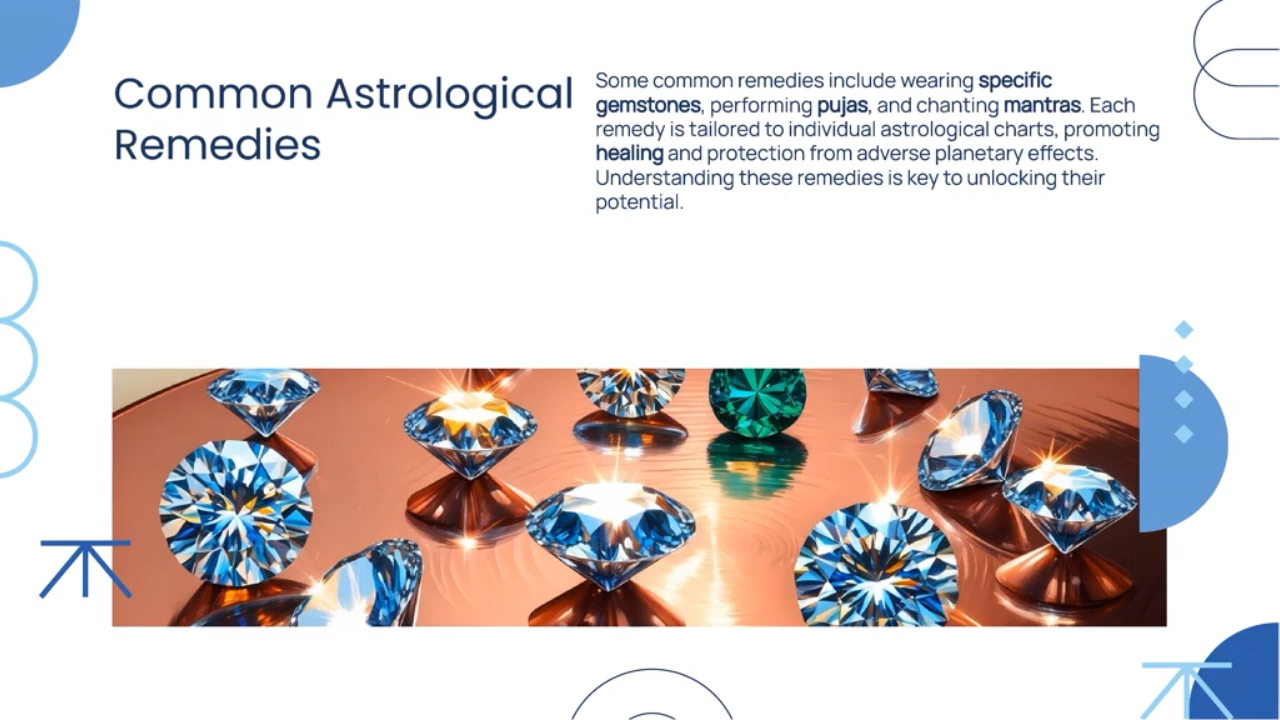 Common Astrological
Remedies
Some common remedies include wearing specific
gemstones, performing pujas, and chanting mantras. Each
remedy is tailored to individual astrological charts, promoting
healing and protection from adverse planetary effects.
Understanding these remedies is key to unlocking their
potential.